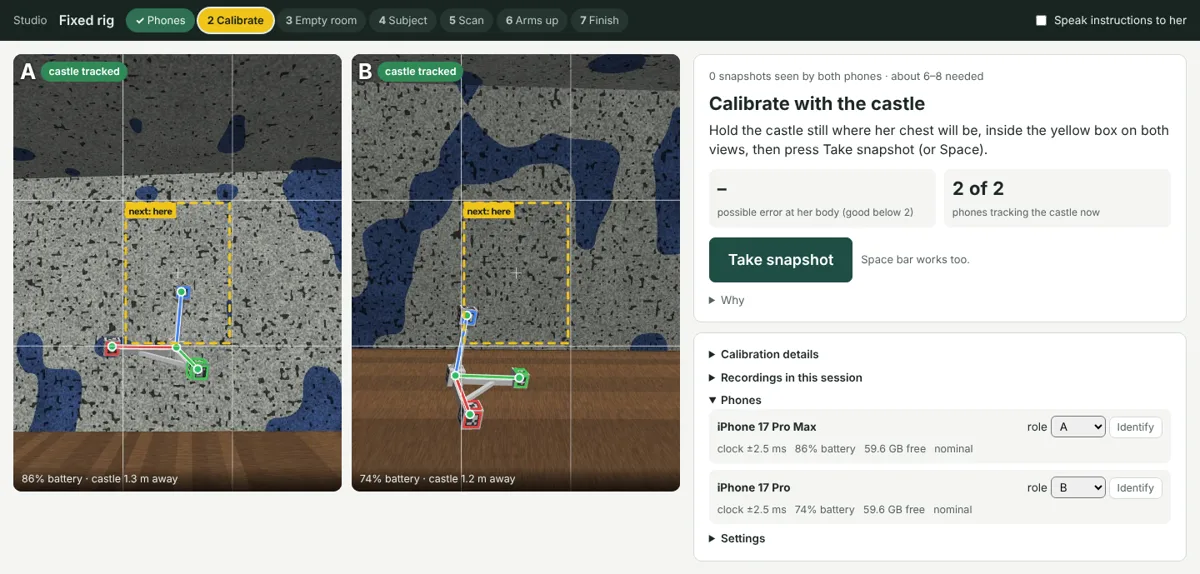 Studio Fixed rig ✓ Phones 2 Calibrate 3 Empty room 4 Subject 5 Scan 6 Arms up 7 Finish Speak instructions to her
A castle tracked
next: here
86% battery · castle 1.3 m away
B castle tracked
next: here
74% battery · castle 1.2 m away
0 snapshots seen by both phones · about 6–8 needed
Calibrate with the castle
Hold the castle still where her chest will be, inside the yellow box on both
views, then press Take snapshot (or Space).
–
possible error at her body (good below 2)
2 of 2
phones tracking the castle now
Take snapshot Space bar works too.
Why
Calibration details
Recordings in this session
Phones
iPhone 17 Pro Max role A Identify
clock ±2.5 ms 86% battery 59.6 GB free nominal
iPhone 17 Pro role B Identify
clock ±2.5 ms 74% battery 59.6 GB free nominal
Settings